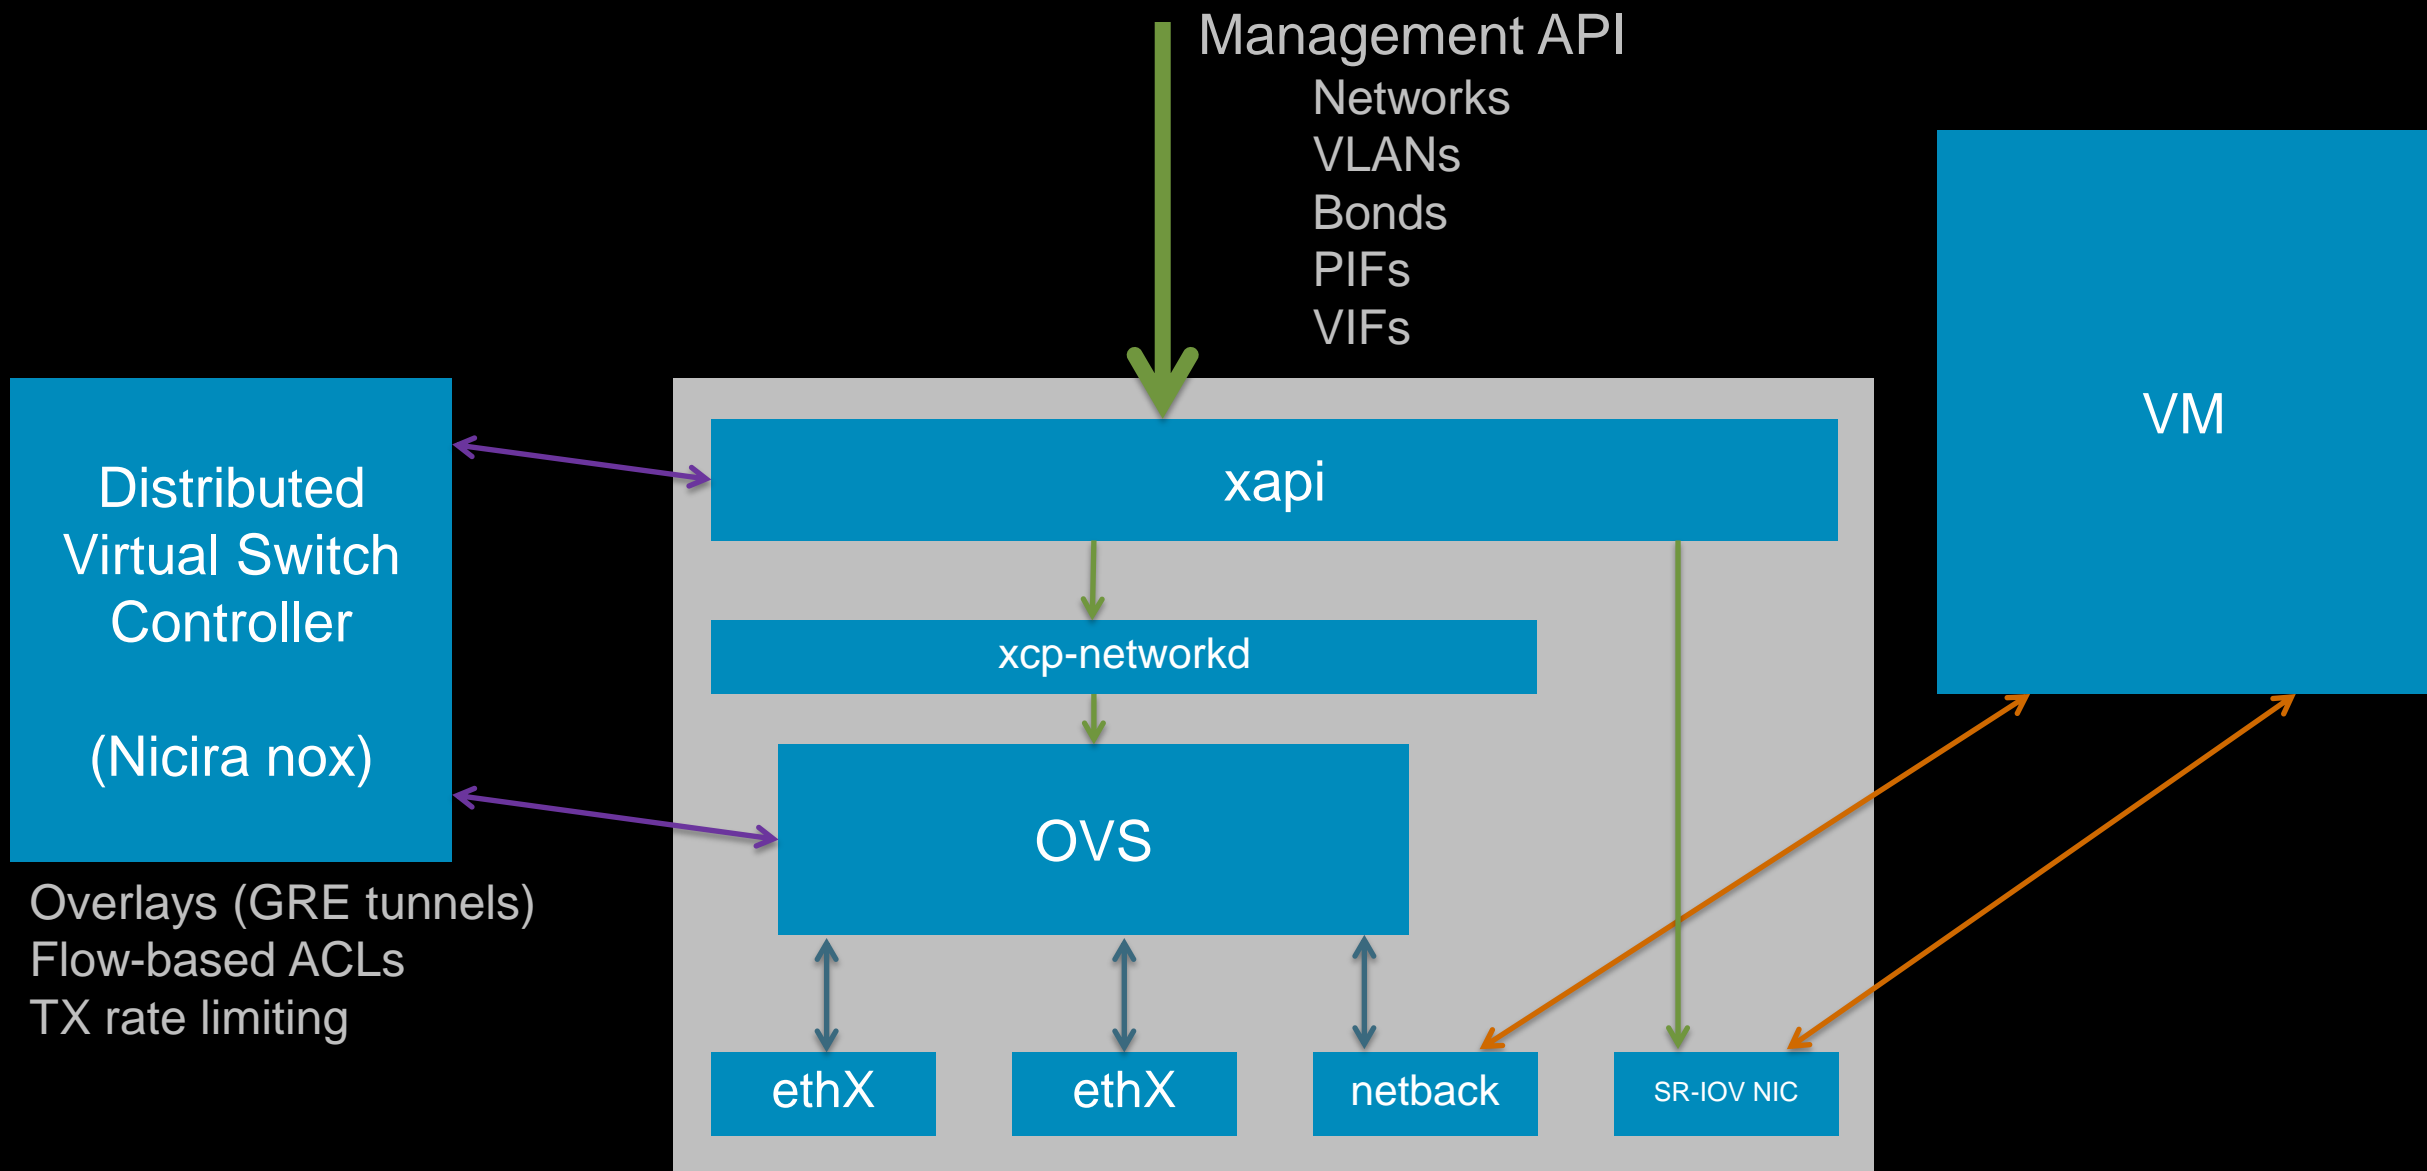 Management API
Networks
VLANs
Bonds
PIFs
VIFs
VM
xapi
Distributed
Virtual Switch
Controller
(Nicira nox)
xcp-networkd
OVS
Overlays (GRE tunnels)
Flow-based ACLs
TX rate limiting
ethX
ethX
netback
SR-IOV NIC